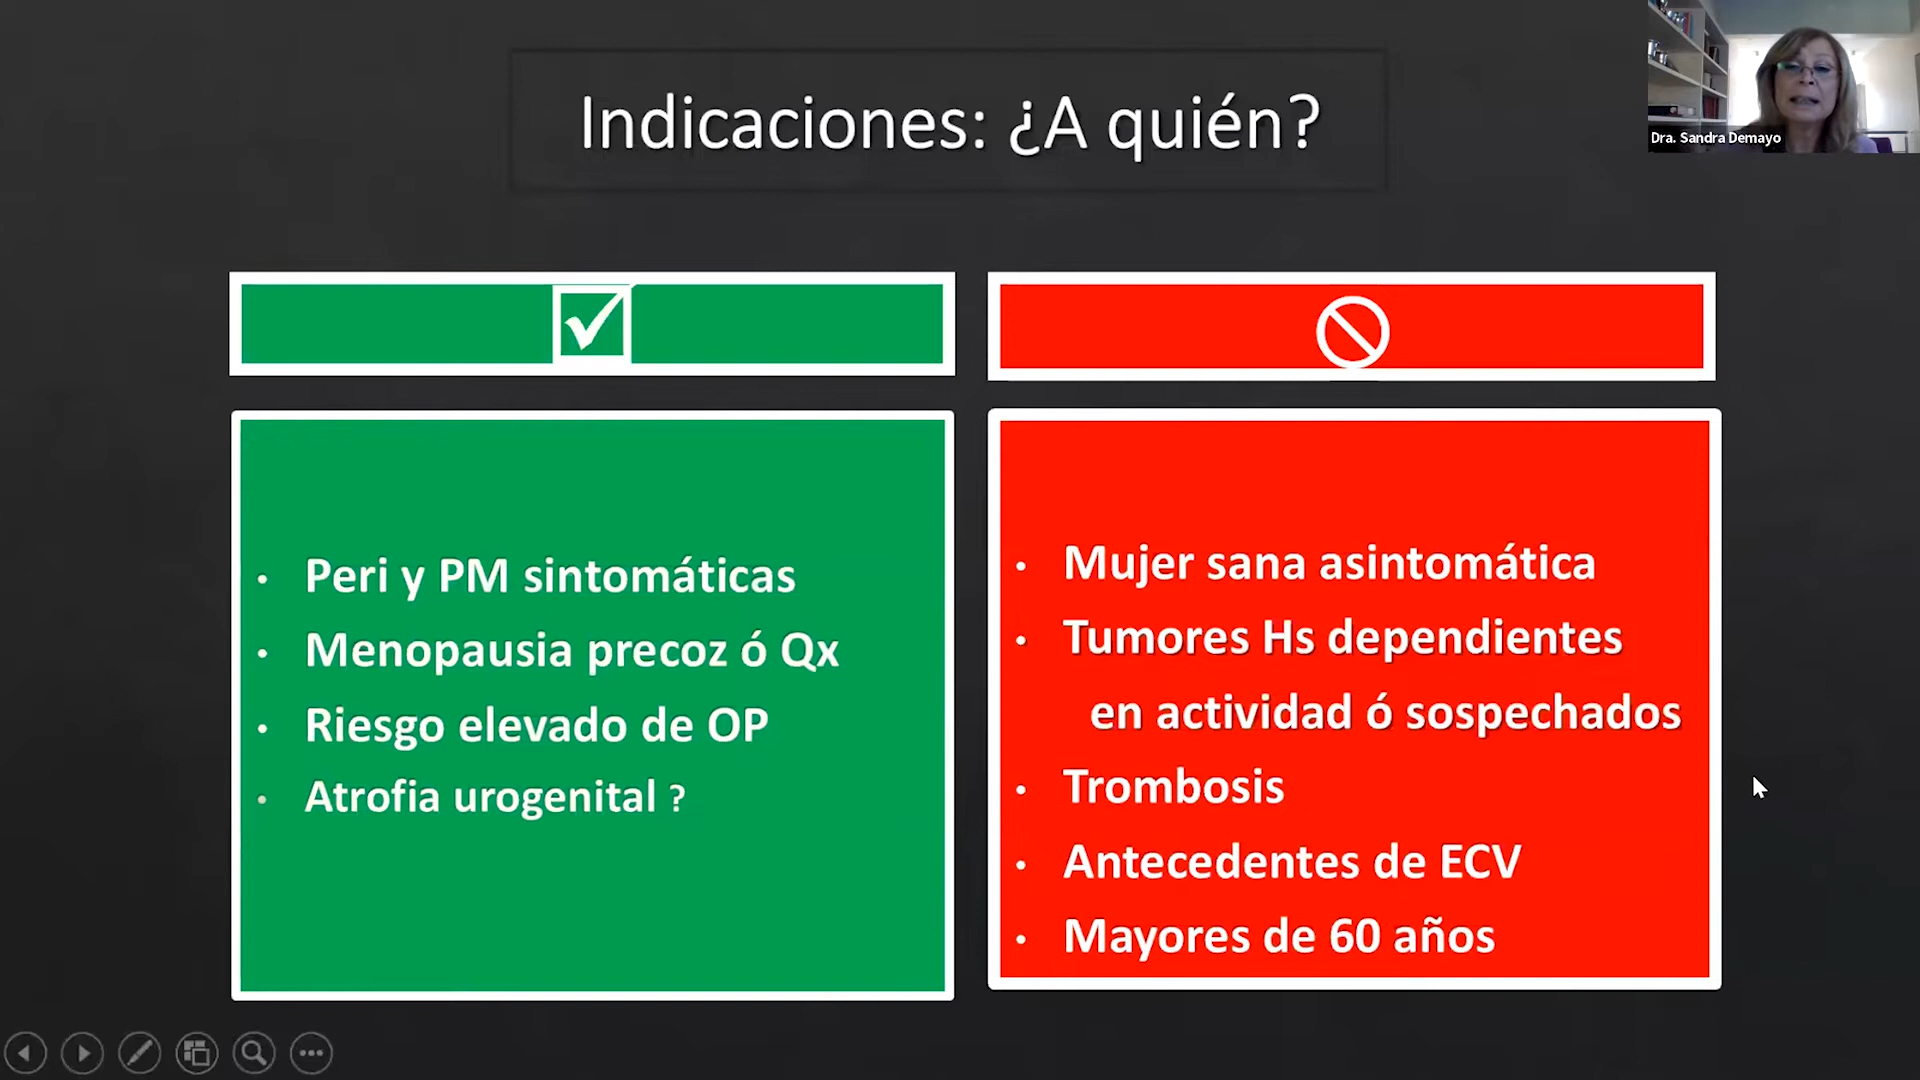 Indicaciones: ¿A quién?
Dra. Sandra Demayo
• Peri y PM sintomáticas
• Menopausia precoz ó Qx
• Riesgo elevado de OP
• Atrofia urogenital ?
• Mujer sana asintomática
• Tumores Hs dependientes
en actividad ó sospechados
• Trombosis
• Antecedentes de ECV
• Mayores de 60 años